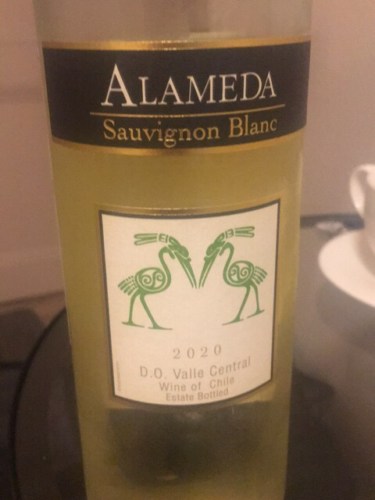 ALAMEDA
Sauvignon Blanc
2020
D.O. Valle Central
Wine of Chile
Estate Bottled